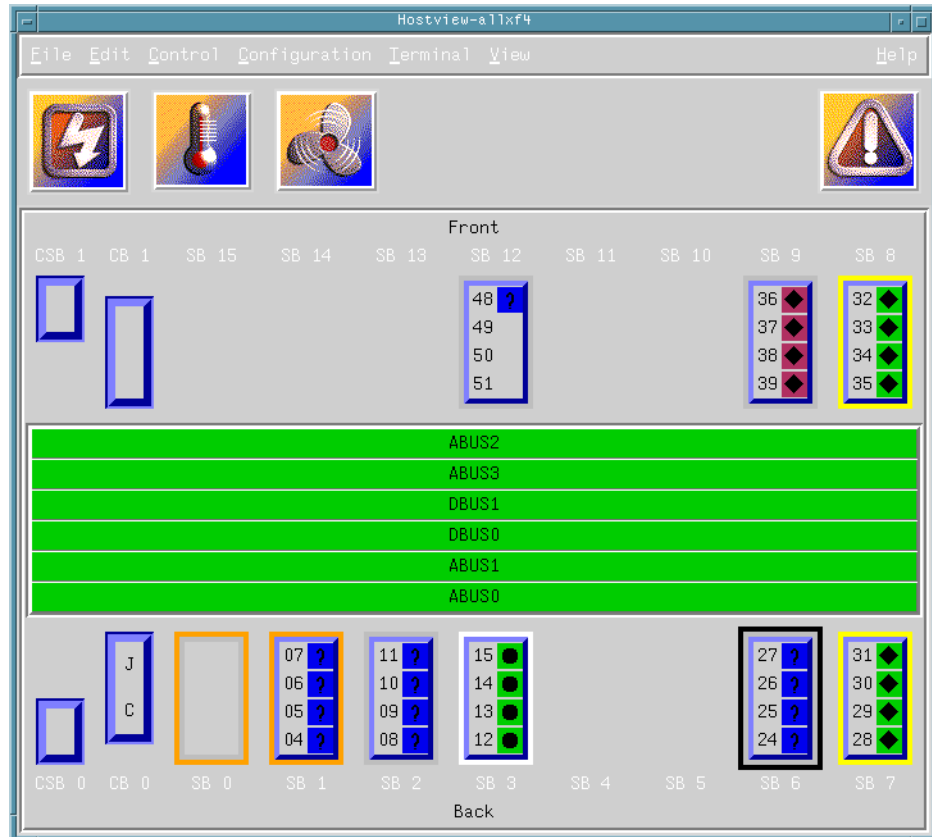 Hostview-allxf4
File Edit Control Configuration Terminal View Help
Front
CSB 1 CB 1 SB 15 SB 14 SB 13 SB 12 SB 11 SB 10 SB 9 SB 8
48 ? 36 32
49 37 33
50 38 34
51 39 35
ABUS2
ABUS3
DBUS1
DBUS0
ABUS1
ABUS0
J 07 ? 11 ? 15 27 ? 31
06 ? 10 ? 14 26 ? 30
C 05 ? 09 ? 13 25 ? 29
04 ? 08 ? 12 24 ? 28
CSB 0 CB 0 SB 0 SB 1 SB 2 SB 3 SB 4 SB 5 SB 6 SB 7
Back